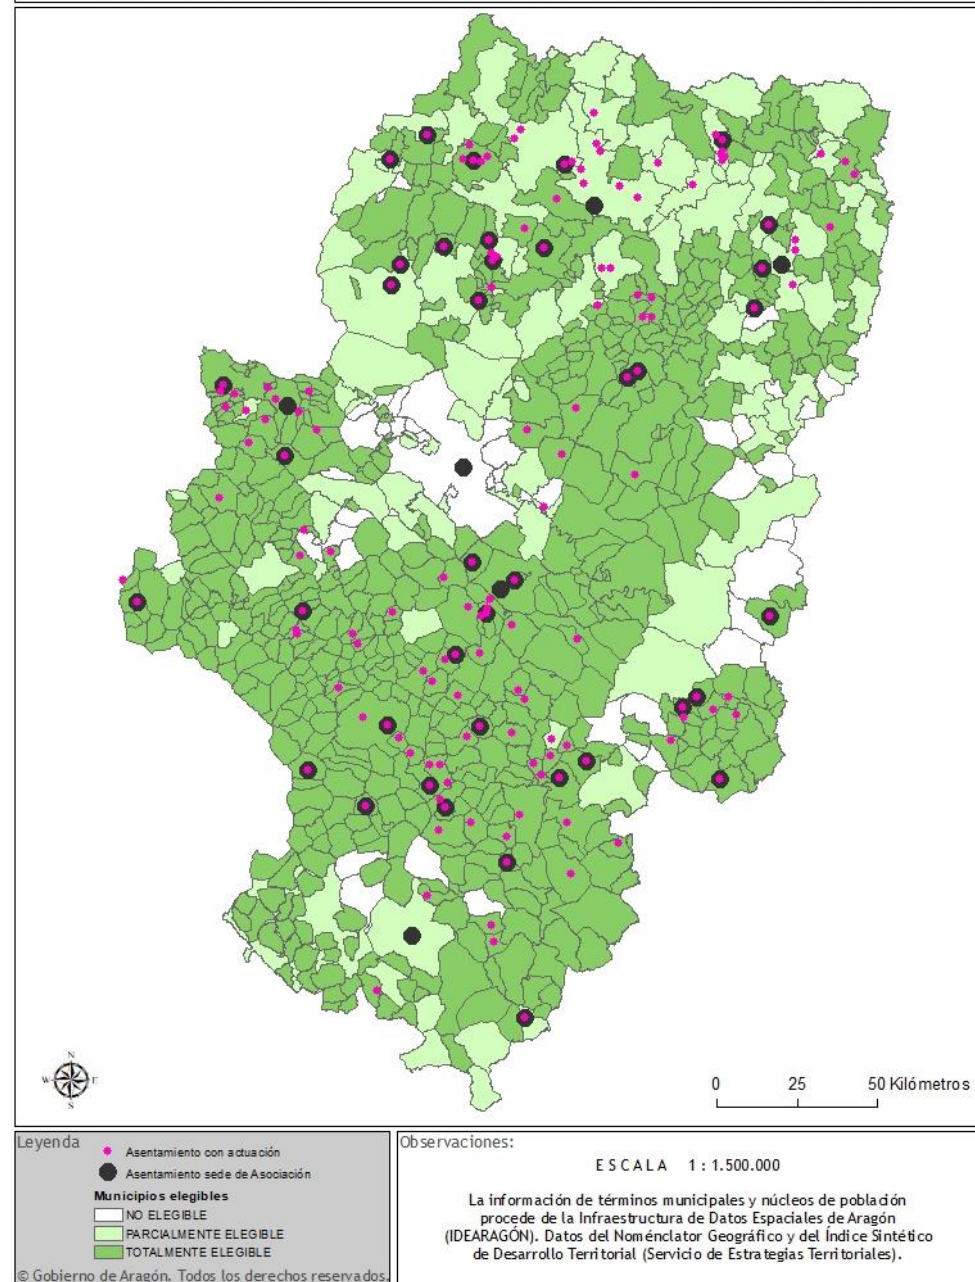 N
W E
S
0 25 50 Kilómetros
Leyenda
Asentamiento con actuación
Asentamiento sede de Asociación
Municipios elegibles
NO ELEGIBLE
PARCIALMENTE ELEGIBLE
TOTALMENTE ELEGIBLE
© Gobierno de Aragón. Todos los derechos reservados.
Observaciones:
ESCALA 1 : 1.500.000
La información de términos municipales y núcleos de población
procede de la Infraestructura de Datos Espaciales de Aragón
(IDEARAGÓN). Datos del Noménclator Geográfico y del Índice Sintético
de Desarrollo Territorial (Servicio de Estrategias Territoriales).